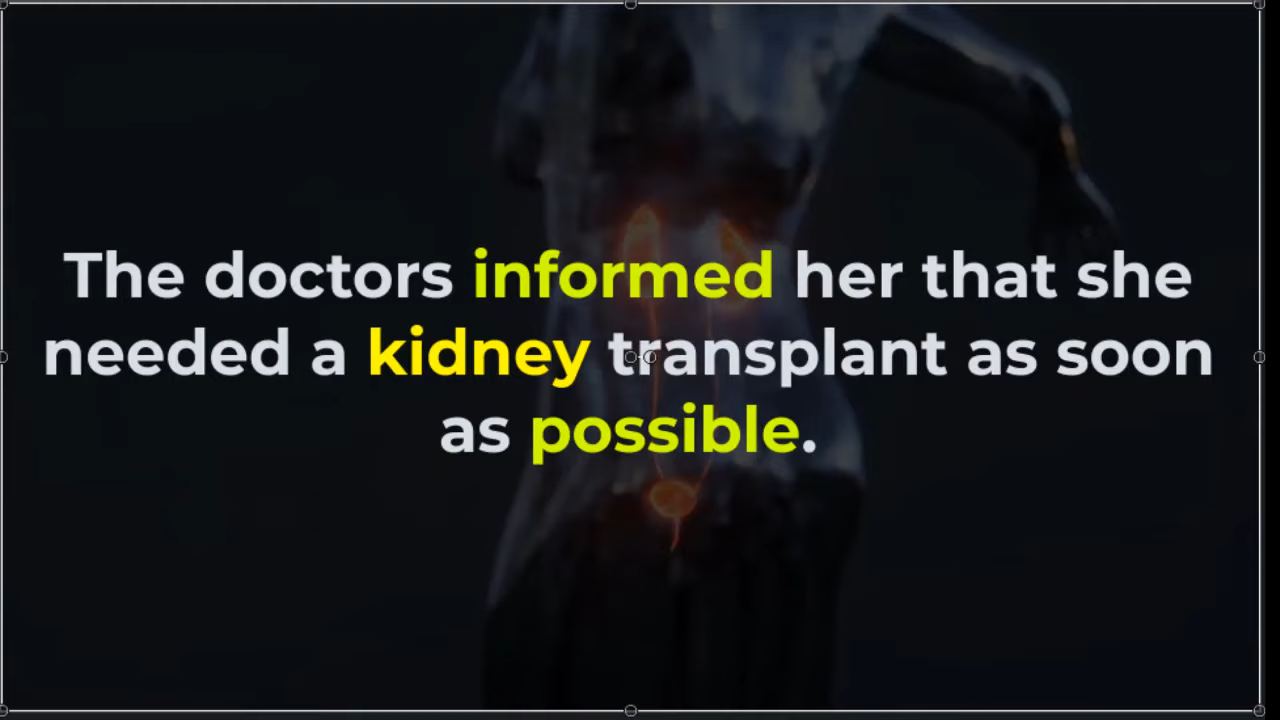 The doctors informed her that she
needed a kidney transplant as soon
as possible.